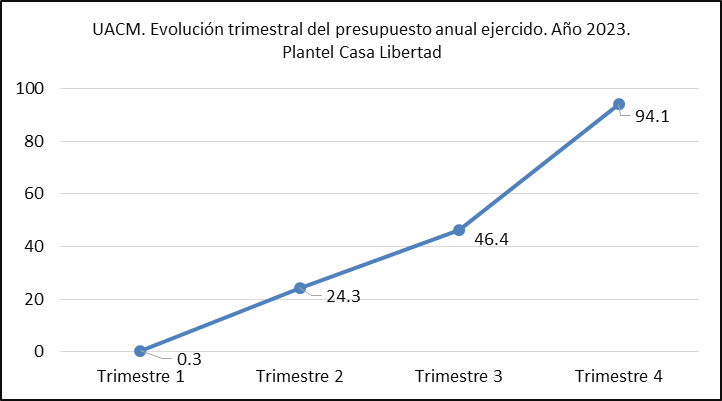 UACM. Evolución trimestral del presupuesto anual ejercido. Año 2023.
Plantel Casa Libertad
100
80
60
40
20
0
94.1
46.4
24.3
0.3
Trimestre 1
Trimestre 2
Trimestre 3
Trimestre 4